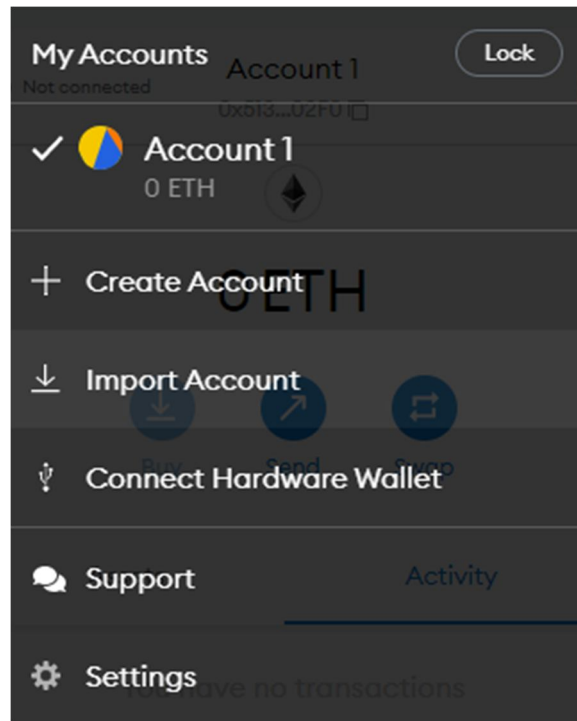 My Accounts
Lock
Account 1
Not connected
0x513...02F0
Account 1
0 ETH
Create Account
0 ETH
Import Account
Buy
Send
Swap
Connect Hardware Wallet
Support
Activity
Settings
You have no transactions